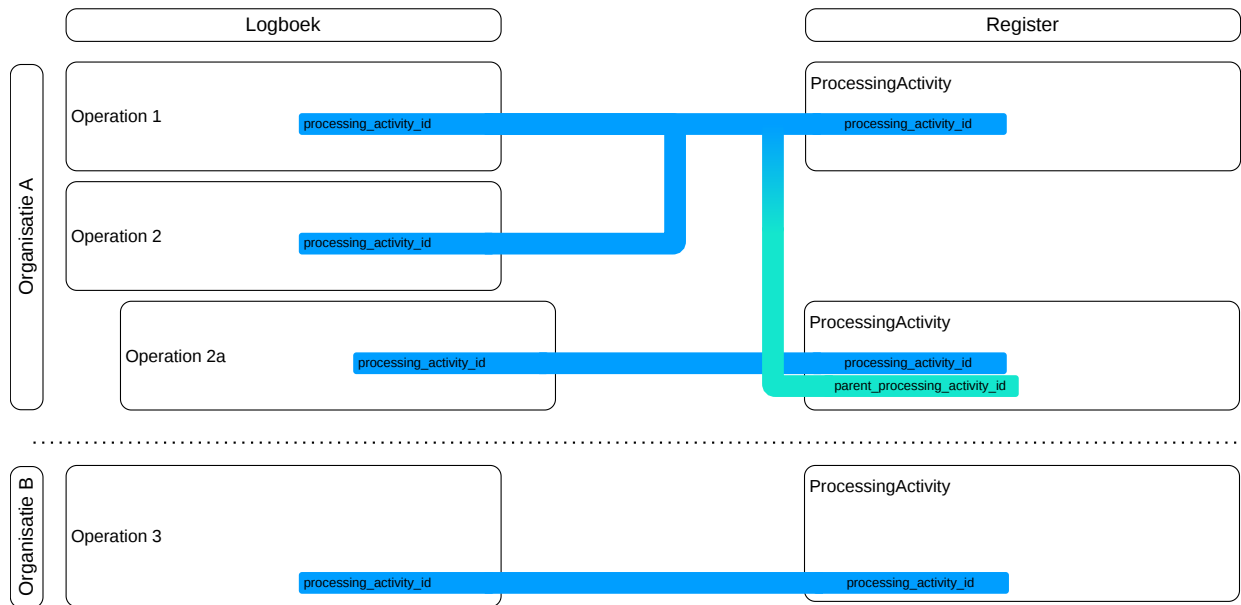 Logboek
Register
Organisatie A
Operation 1
processing_activity_id
ProcessingActivity
processing_activity_id
Operation 2
processing_activity_id
Operation 2a
processing_activity_id
ProcessingActivity
processing_activity_id
parent_processing_activity_id
Organisatie B
Operation 3
processing_activity_id
ProcessingActivity
processing_activity_id